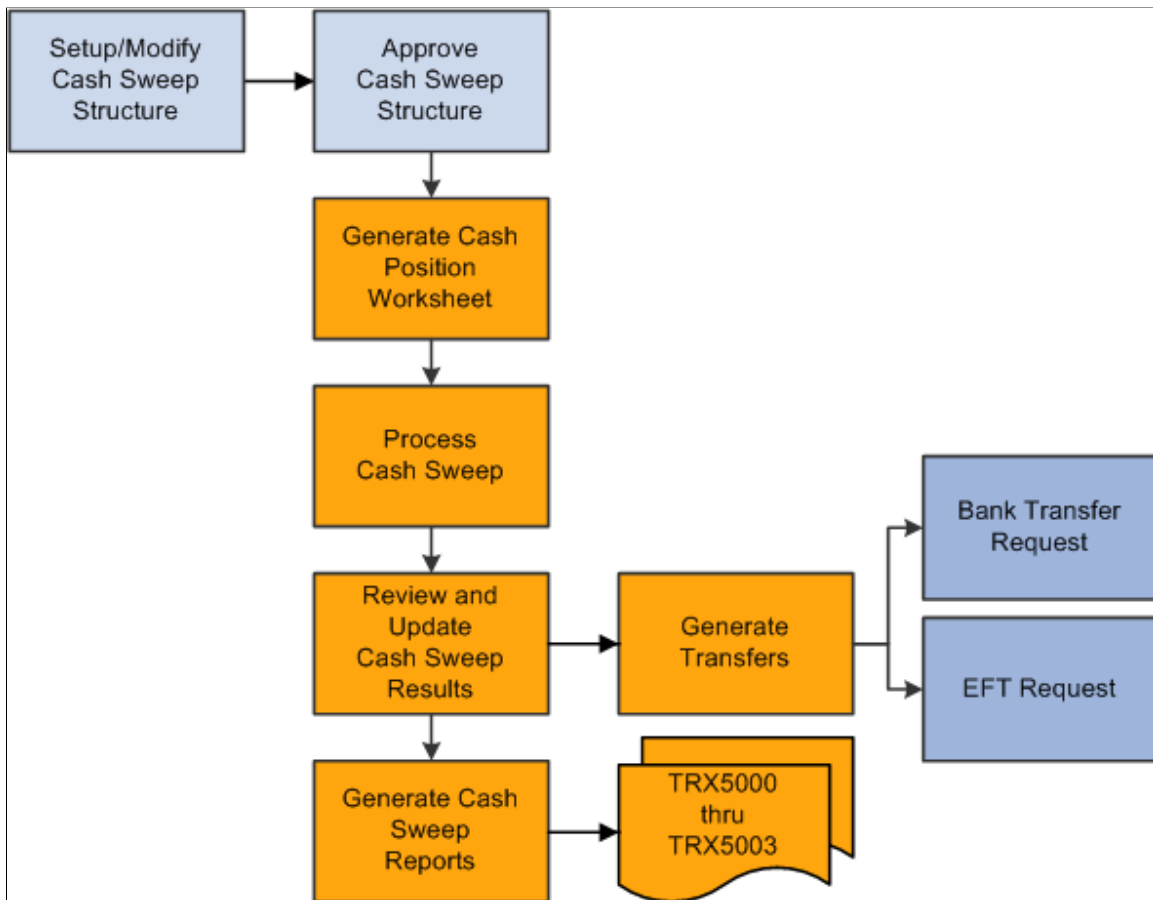 Setup/Modify
Cash Sweep
Structure
Approve
Cash Sweep
Structure
Generate Cash
Position
Worksheet
Process
Cash Sweep
Bank Transfer
Request
Review and
Update
Cash Sweep
Results
Generate
Transfers
EFT Request
Generate Cash
Sweep
Reports
TRX5000
thru
TRX5003